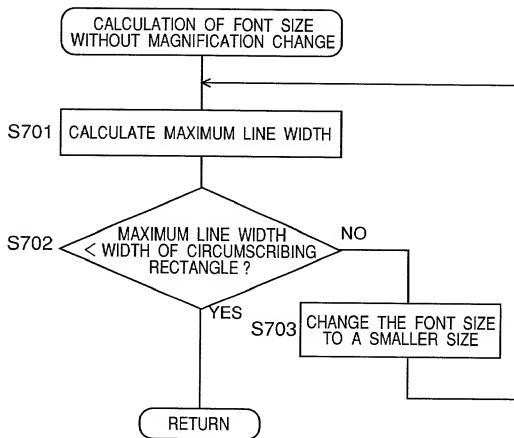 CALCULATION OF FONT SIZE
WITHOUT MAGNIFICATION CHANGE
S701
CALCULATE MAXIMUM LINE WIDTH
S702
MAXIMUM LINE WIDTH
< WIDTH OF CIRCUMSCRIBING
RECTANGLE ?
NO
YES
S703
CHANGE THE FONT SIZE
TO A SMALLER SIZE
RETURN